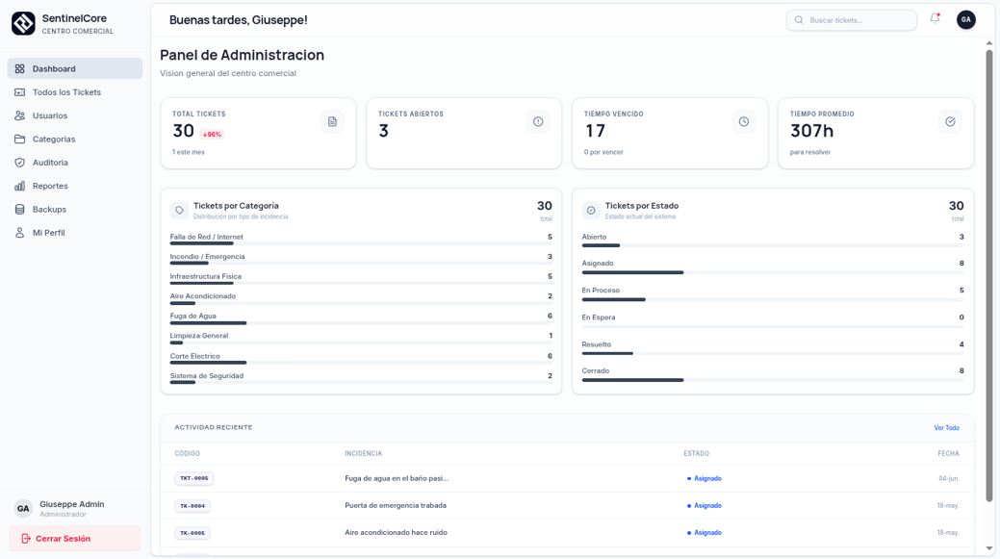 SentinelCore
CENTRO COMERCIAL
Dashboard
Todos los Tickets
Usuarios
Categorias
Auditoria
Reportes
Backups
Mi Perfil
GA
Giuseppe Admin
Administrador
Cerrar Sesión
Buenas tardes, Giuseppe!
Buscar tickets...
GA
Panel de Administracion
Vision general del centro comercial
TOTAL TICKETS
30 ↓96%
1 este mes
TICKETS ABIERTOS
3
TIEMPO VENCIDO
17
0 por vencer
TIEMPO PROMEDIO
307h
para resolver
Tickets por Categoría
Distribución por tipo de incidencia
30
total
Falla de Red / Internet 5
Incendio / Emergencia 3
Infraestructura Fisica 5
Aire Acondicionado 2
Fuga de Agua 6
Limpieza General 1
Corte Electrico 6
Sistema de Seguridad 2
Tickets por Estado
Estado actual del sistema
30
total
Abierto 3
Asignado 8
En Proceso 5
En Espera 0
Resuelto 4
Cerrado 8
ACTIVIDAD RECIENTE Ver Todo
CÓDIGO INCIDENCIA ESTADO FECHA
TKT-0005 Fuga de agua en el baño pasi... Asignado 04-jun.
TK-0004 Puerta de emergencia trabada Asignado 18-may.
TK-0005 Aire acondicionado hace ruido Asignado 18-may.